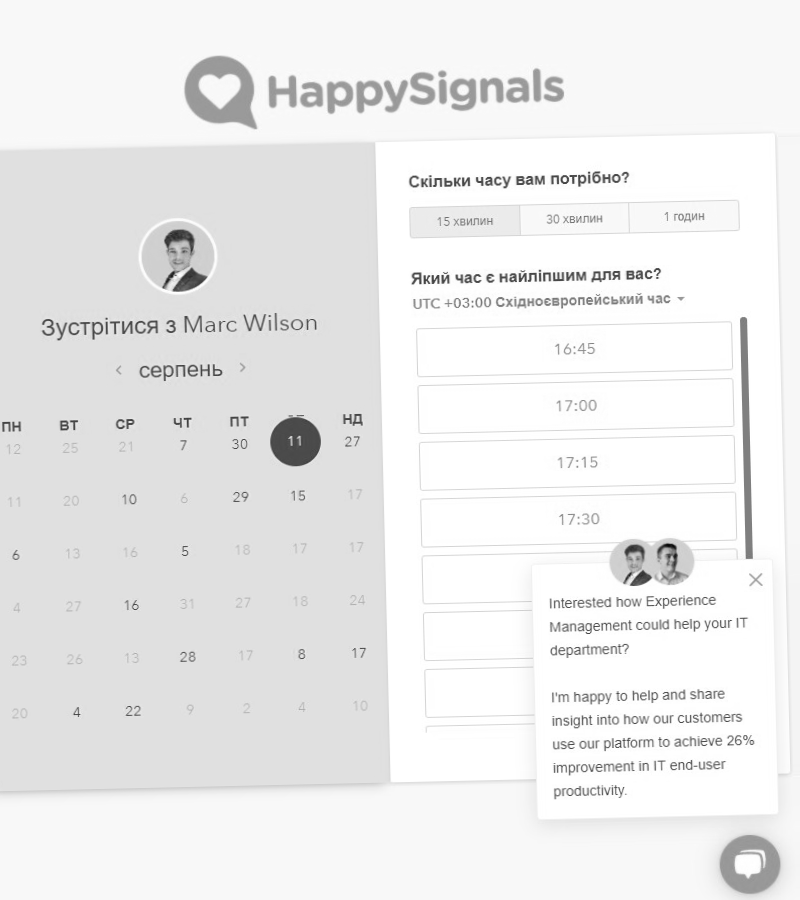 HappySignals
Зустрітися з Marc Wilson
серпень
ПН ВТ СР ЧТ ПТ НД
12 25 21 7 30 11 27
11 20 10 6 29 15 17
6 13 16 5 18 17 17
4 27 16 31 27 18 24
23 26 13 28 17 8 17
20 4 22 9 2 4 10
Скільки часу вам потрібно?
15 хвилин 30 хвилин 1 годин
Який час є найліпшим для вас?
UTC +03:00 Східноєвропейський час
16:45
17:00
17:15
17:30
Interested how Experience
Management could help your IT
department?
I'm happy to help and share
insight into how our customers
use our platform to achieve 26%
improvement in IT end-user
productivity.